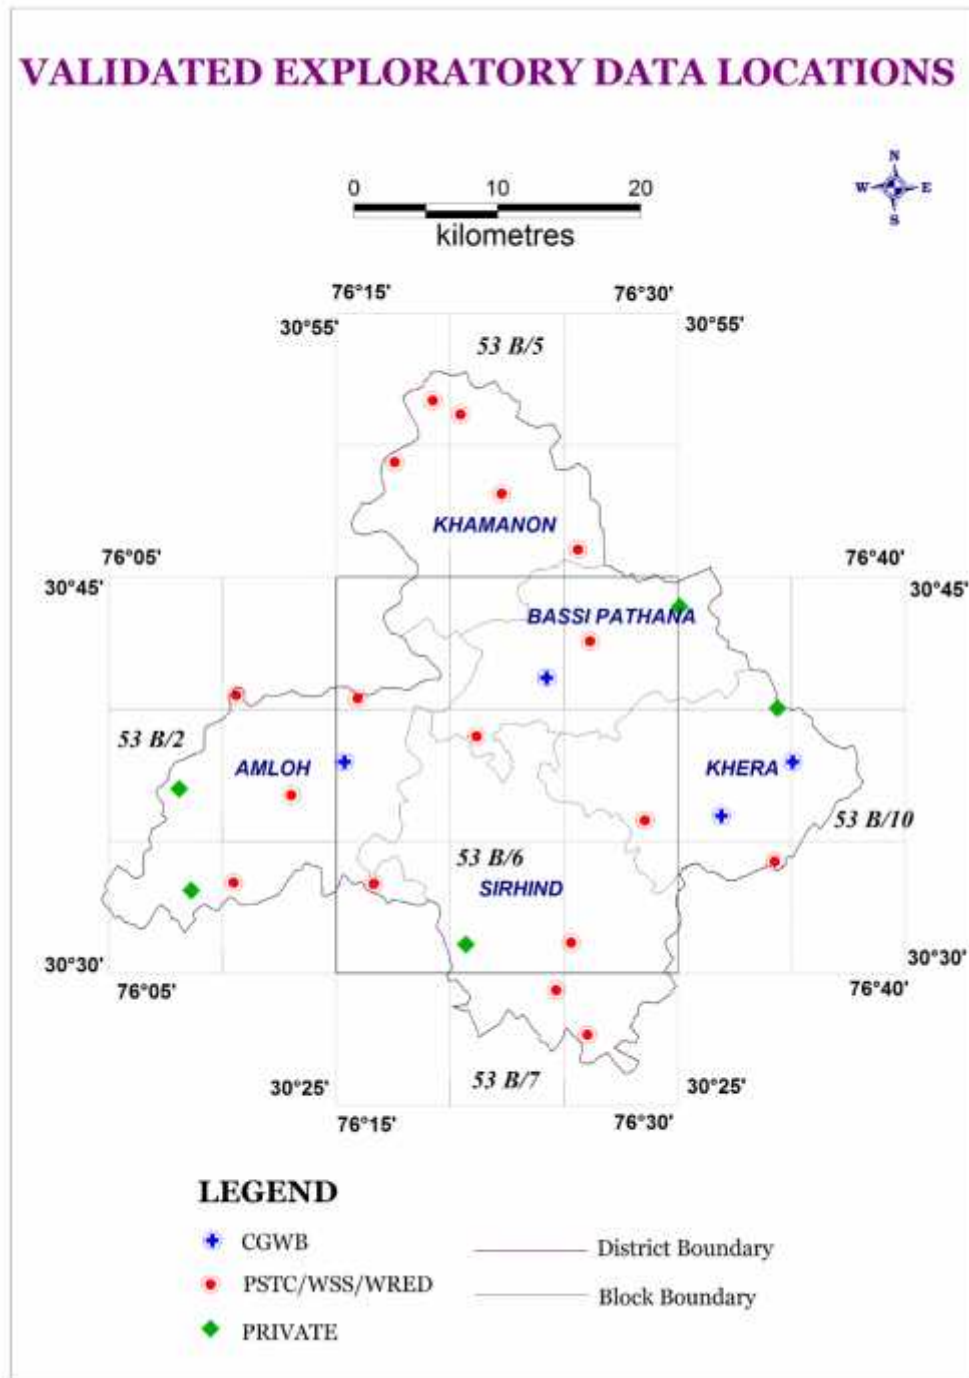 VALIDATED EXPLORATORY DATA LOCATIONS
N
W E
S
0 10 20
kilometres
76°15' 76°30'
30°55' 30°55'
53 B/5
KHAMANON
76°05' 76°40'
30°45' 30°45'
BASSI PATHANA
53 B/2
AMLOH KHERA
53 B/10
53 B/6
SIRHIND
30°30' 30°30'
76°05' 76°40'
53 B/7
30°25' 30°25'
76°15' 76°30'
LEGEND
CGWB
District Boundary
PSTC/WSS/WRED
Block Boundary
PRIVATE